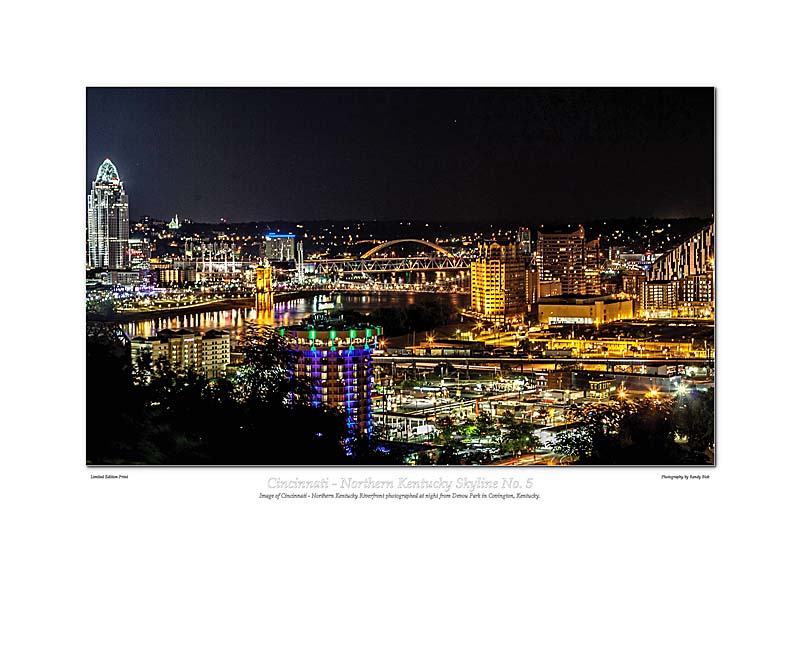 Limited Edition Print
Cincinnati - Northern Kentucky Skyline No. 5
Photography by Randy Dick
Image of Cincinnati - Northern Kentucky Riverfront photographed at night from Devou Park in Covington, Kentucky.